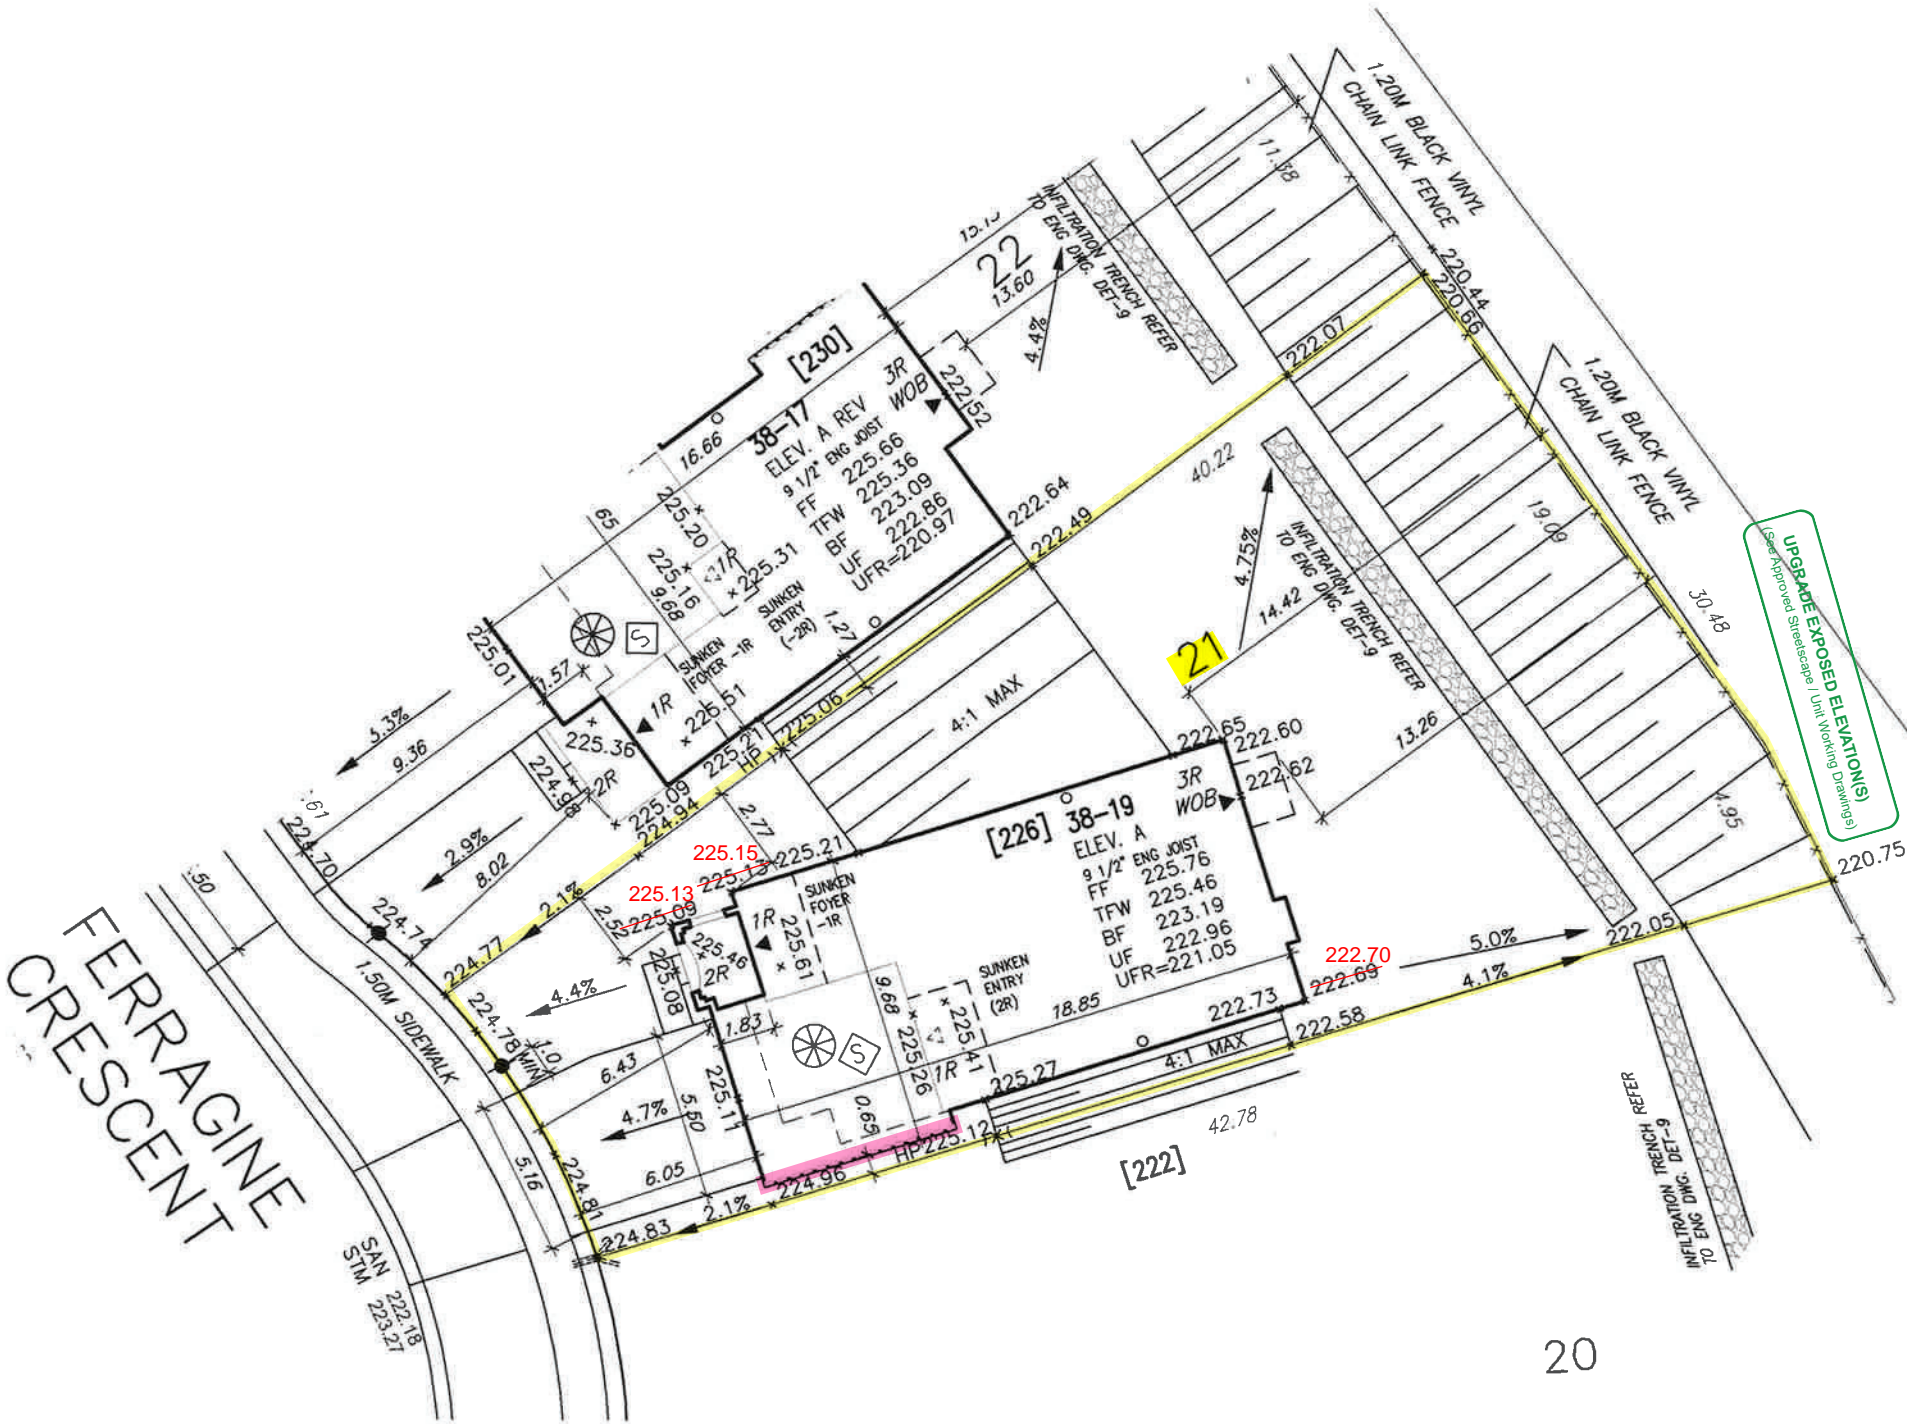 1.20M BLACK VINYL
CHAIN LINK FENCE
11.38
INFILTRATION TRENCH REFER
TO ENG DWG. DET-9
22
13.60
4.4%
220.44
220.66
222.07
1.20M BLACK VINYL
CHAIN LINK FENCE
[230]
16.66
38-17
ELEV. A REV
9 1/2" ENG JOIST
FF 225.66
TFW 225.36
BF 223.09
UF 222.86
UFR=220.97
3R
WOB
222.52
222.64
222.49
40.22
65
225.20
225.16
9.68
1R
225.31
SUNKEN
ENTRY
(-2R)
SUNKEN
FOYER -1R
1.27
S
225.01
1.57
1R
225.51
225.36
5.3%
9.36
224.98
2R
225.21
HP
225.06
4:1 MAX
225.09
224.94
2.77
4.75%
14.42
INFILTRATION TRENCH REFER
TO ENG DWG. DET-9
21
19.09
30.48
UPGRADE EXPOSED ELEVATION(S)
(See Approved Streetscape / Unit Working Drawings)
13.26
4.95
220.75
.61
224.70
2.9%
8.02
2.1%
.50
224.74
224.77
225.15
225.13
225.21
225.13
225.09
2.52
222.65
222.60
222.62
3R
WOB
[226] 38-19
ELEV. A
9 1/2" ENG JOIST
FF 225.76
TFW 225.46
BF 223.19
UF 222.96
UFR=221.05
SUNKEN
FOYER
-1R
1R
225.61
225.46
2R
225.08
4.4%
1.83
S
9.68
225.26
SUNKEN
ENTRY
(2R)
225.41
1R
18.85
222.73
222.70
222.69
5.0%
4.1%
222.05
222.58
4:1 MAX
225.27
FERRAGINE
CRESCENT
1.50M SIDEWALK
224.78
1.0
MIN
6.43
4.7%
5.50
225.11
0.65
HP225.12
224.96
6.05
5.16
224.81
2.1%
224.83
42.78
[222]
INFILTRATION TRENCH REFER
TO ENG DWG. DET-9
SAN 222.18
STM 223.27
20